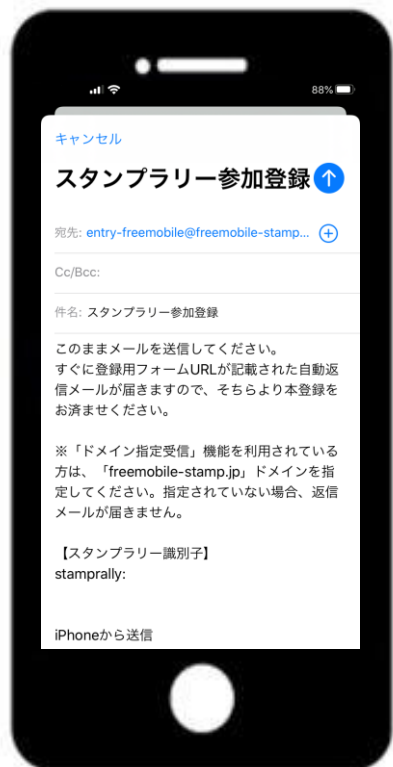 88%
キャンセル
スタンプラリー参加登録
宛先: entry-freemobile@freemobile-stamp...
Cc/Bcc:
件名: スタンプラリー参加登録
このままメールを送信してください。
すぐに登録用フォームURLが記載された自動返
信メールが届きますので、そちらより本登録を
お済ませください。
※「ドメイン指定受信」機能を利用されている
方は、「freemobile-stamp.jp」ドメインを指
定してください。指定されていない場合、返信
メールが届きません。
【スタンプラリー識別子】
stamprally:
iPhoneから送信